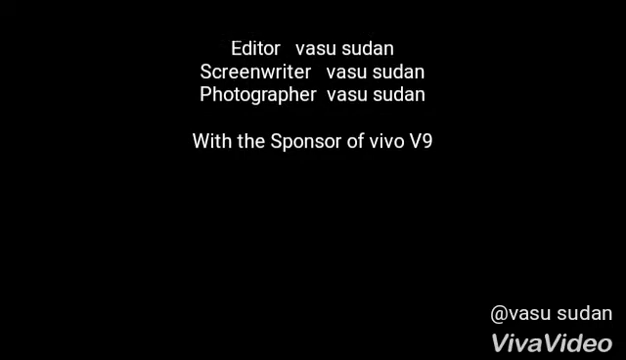 Editor vasu sudan
Screenwriter vasu sudan
Photographer vasu sudan
With the Sponsor of vivo V9
@vasu sudan
VivaVideo